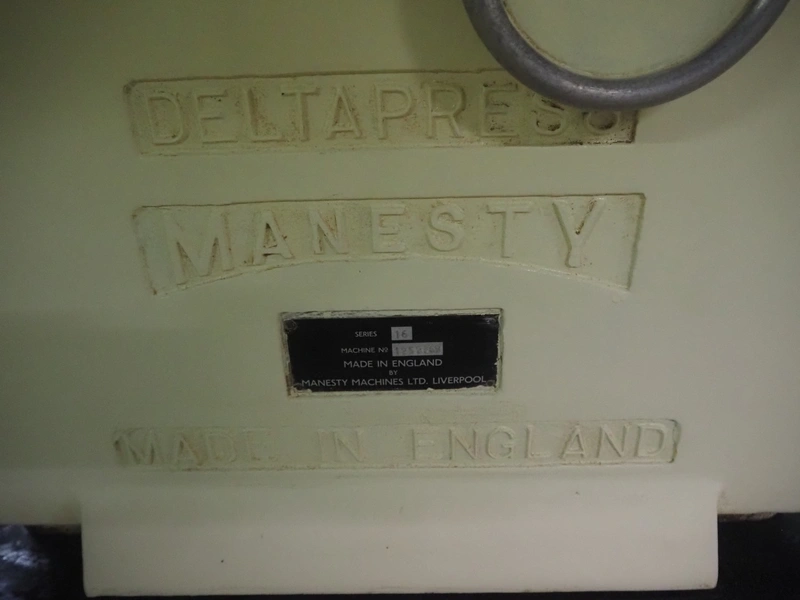 DELTAPRESS
MANESTY
SERIES 16
MACHINE Nº
MADE IN ENGLAND
BY
MANESTY MACHINES LTD. LIVERPOOL
MADE IN ENGLAND